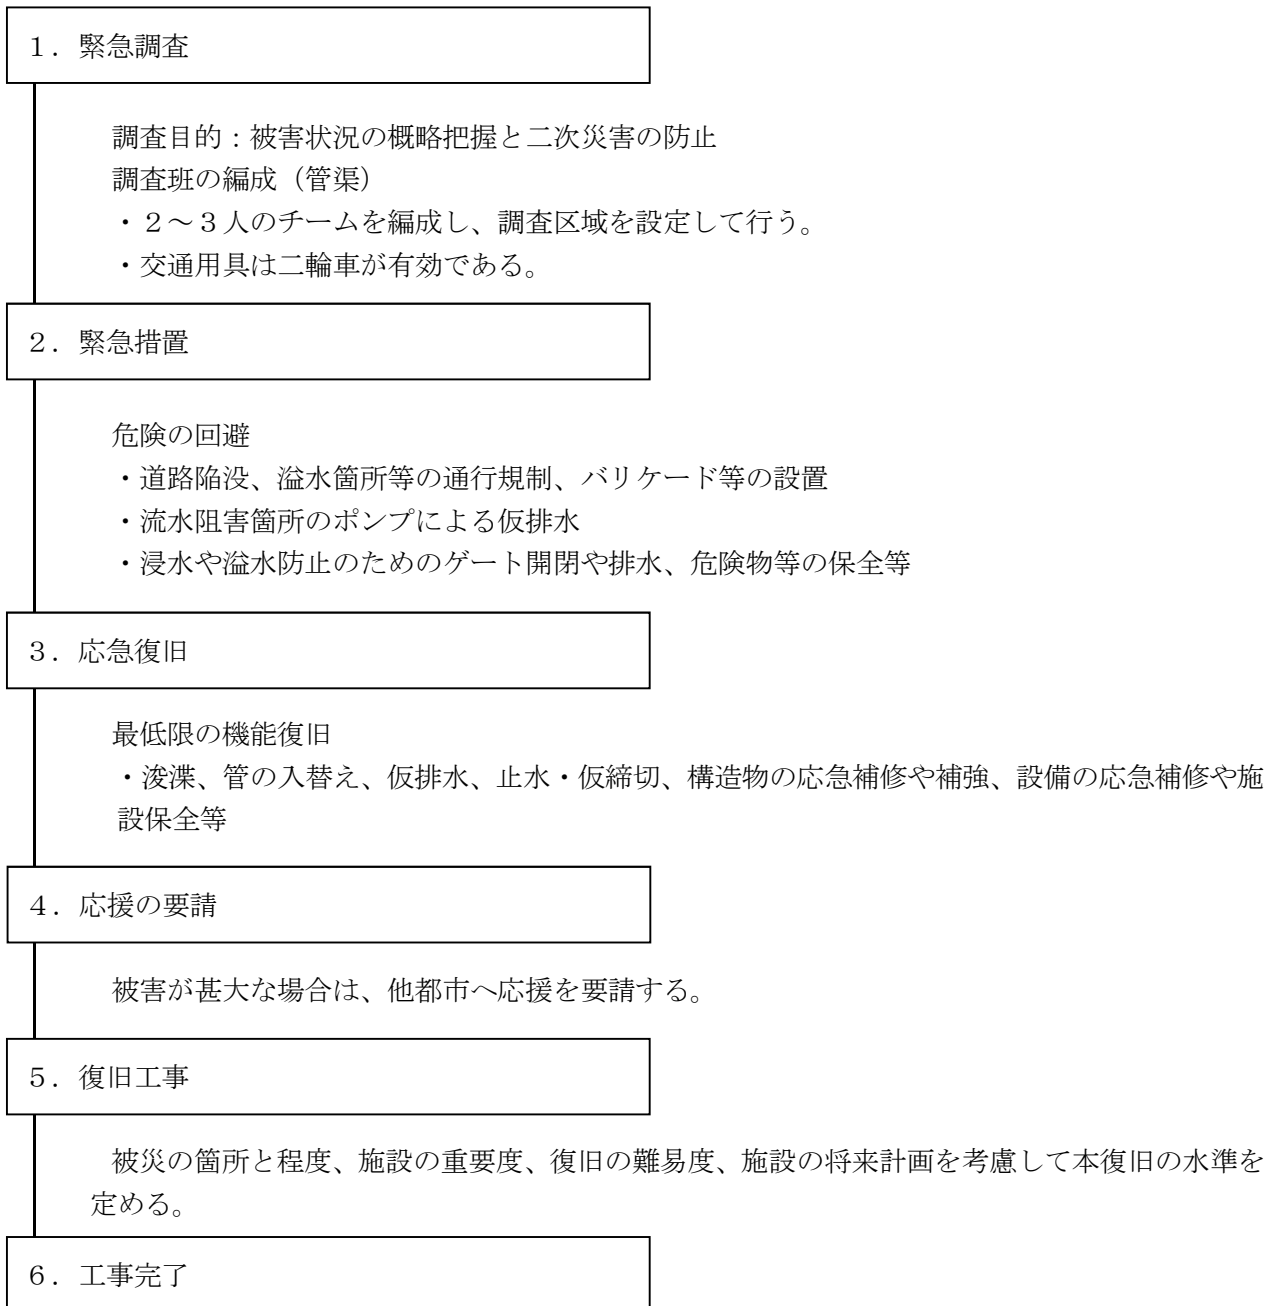 １．緊急調査
調査目的：被害状況の概略把握と二次災害の防止
調査班の編成（管渠）
・２～３人のチームを編成し、調査区域を設定して行う。
・交通用具は二輪車が有効である。
２．緊急措置
危険の回避
・道路陥没、溢水箇所等の通行規制、バリケード等の設置
・流水阻害箇所のポンプによる仮排水
・浸水や溢水防止のためのゲート開閉や排水、危険物等の保全等
３．応急復旧
最低限の機能復旧
・浚渫、管の入替え、仮排水、止水・仮締切、構造物の応急補修や補強、設備の応急補修や施
設保全等
４．応援の要請
被害が甚大な場合は、他都市へ応援を要請する。
５．復旧工事
被災の箇所と程度、施設の重要度、復旧の難易度、施設の将来計画を考慮して本復旧の水準を
定める。
６．工事完了